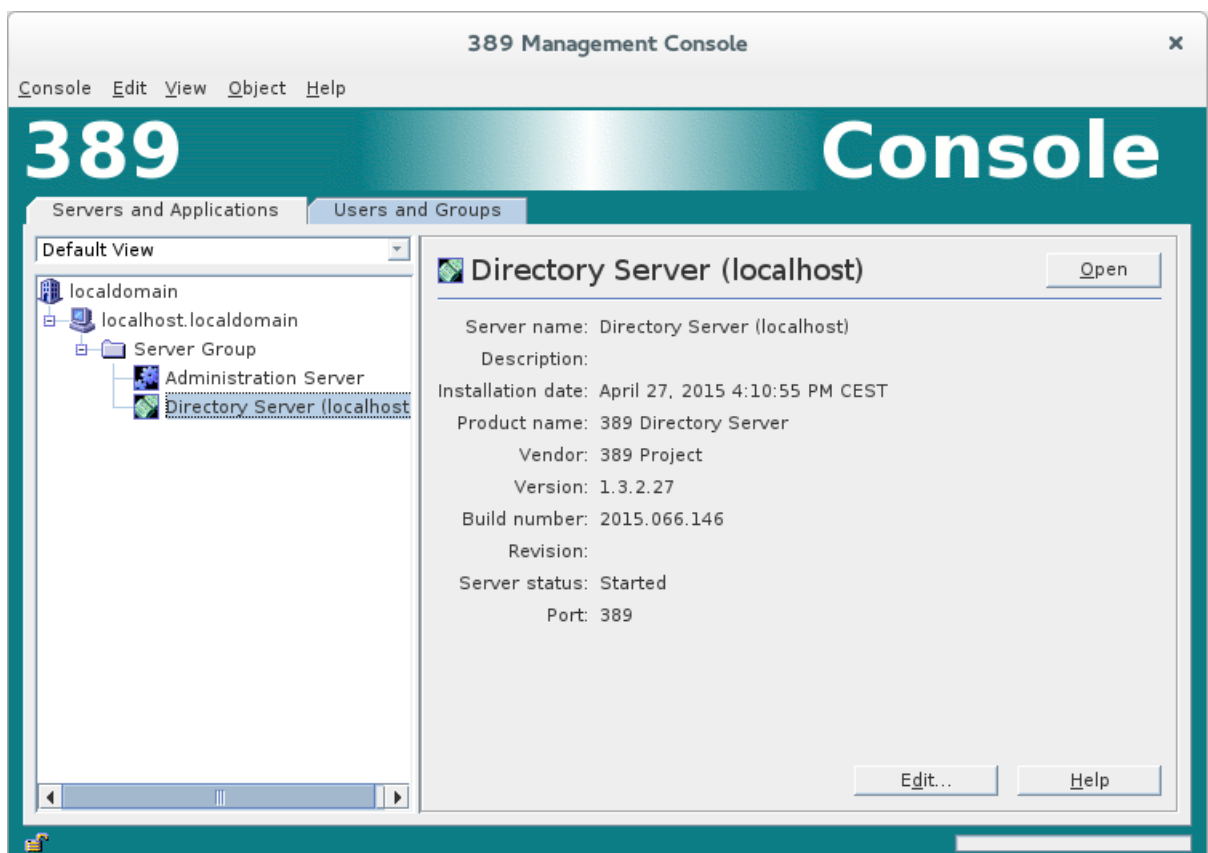 389 Management Console
Console Edit View Object Help
389 Console
Servers and Applications
Users and Groups
Default View
localdomain
localhost.localdomain
Server Group
Administration Server
Directory Server (localhost
Directory Server (localhost)
Open
Server name: Directory Server (localhost)
Description:
Installation date: April 27, 2015 4:10:55 PM CEST
Product name: 389 Directory Server
Vendor: 389 Project
Version: 1.3.2.27
Build number: 2015.066.146
Revision:
Server status: Started
Port: 389
Edit...
Help